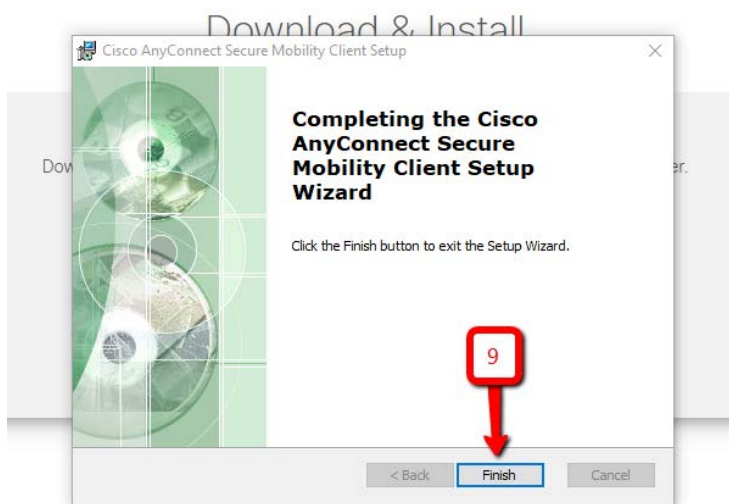 Download & Install
Cisco AnyConnect Secure Mobility Client Setup
Completing the Cisco
AnyConnect Secure
Mobility Client Setup
Wizard
Click the Finish button to exit the Setup Wizard.
9
< Back Finish Cancel